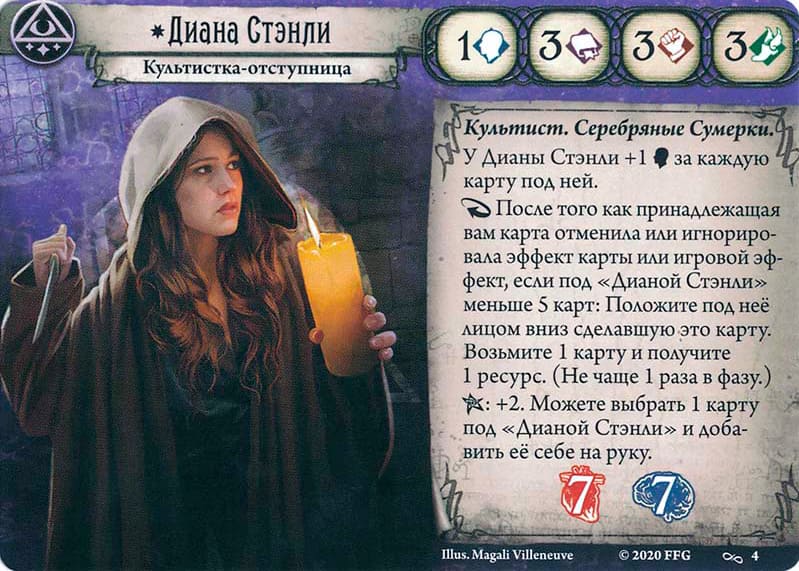 Диана Стэнли
Культистка-отступница
1 3 3 3
Культист. Серебряные Сумерки.
У Дианы Стэнли +1 за каждую
карту под ней.
После того как принадлежащая
вам карта отменила или игнориро-
вала эффект карты или игровой эф-
фект, если под «Дианой Стэнли»
меньше 5 карт: Положите под неё
лицом вниз сделавшую это карту.
Возьмите 1 карту и получите
1 ресурс. (Не чаще 1 раза в фазу.)
: +2. Можете выбрать 1 карту
под «Дианой Стэнли» и доба-
вить её себе на руку.
7 7
Illus. Magali Villeneuve © 2020 FFG 4